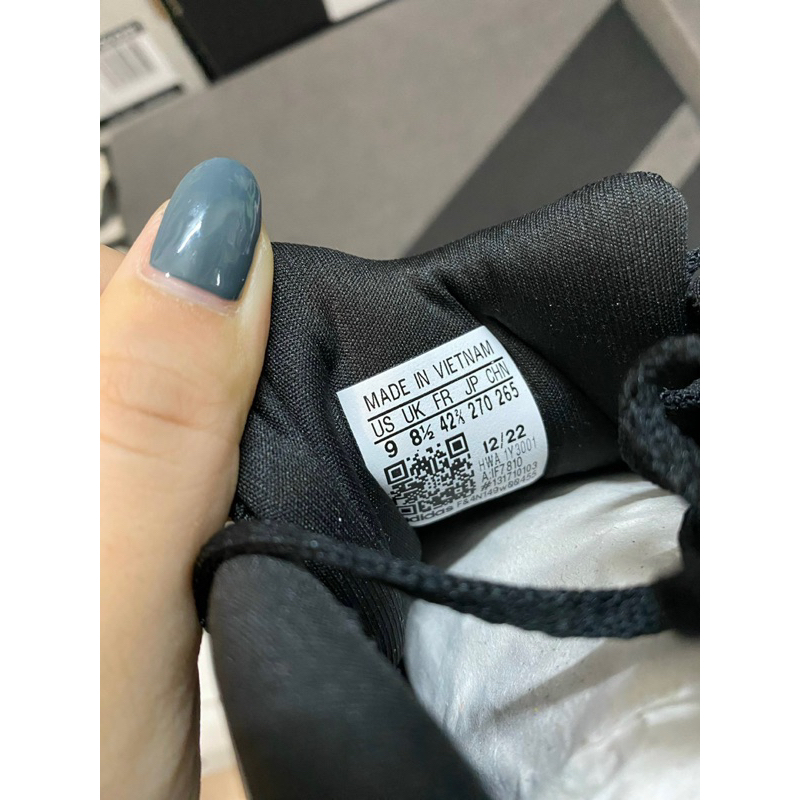 MADE IN VIETNAM
US UK FR JP CHN
9 8½ 42⅔ 270 265
12/22
HWA 1Y3001
A:IF7810
#131710103
adidas